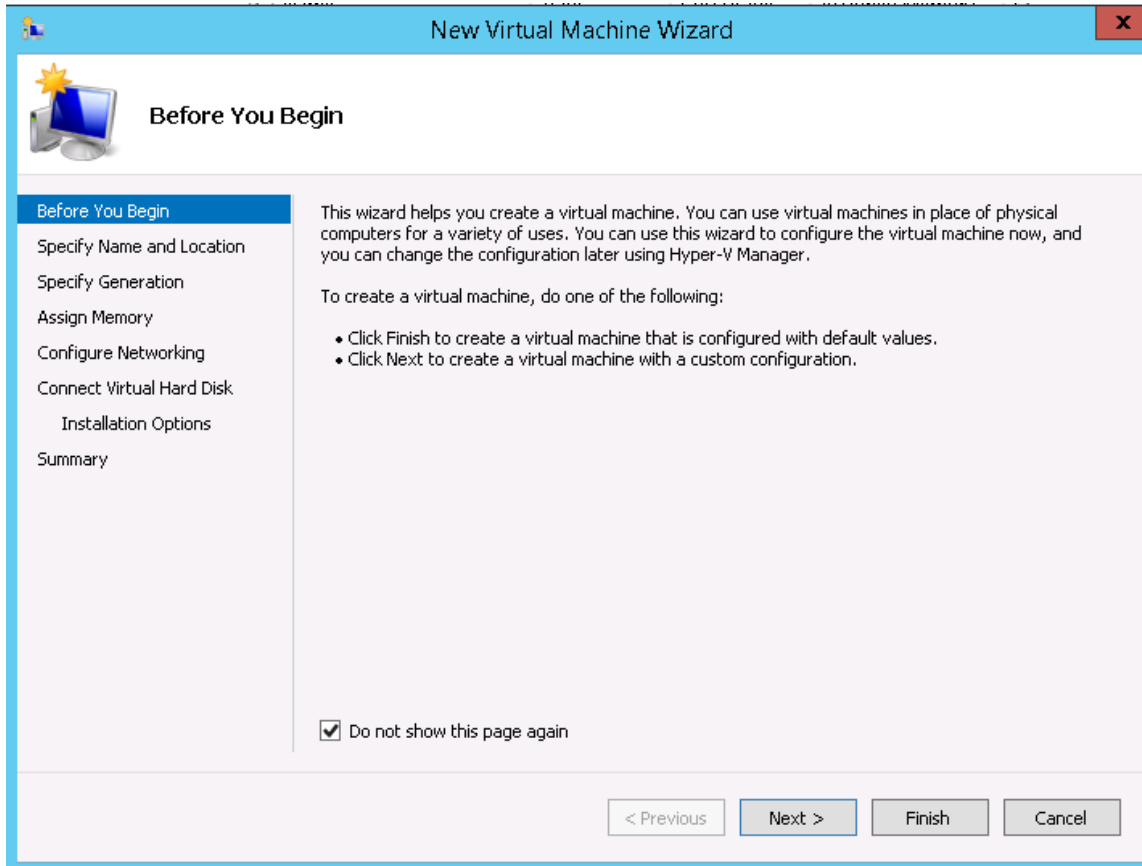 New Virtual Machine Wizard
x
Before You Begin
Before You Begin
Specify Name and Location
Specify Generation
Assign Memory
Configure Networking
Connect Virtual Hard Disk
Installation Options
Summary
This wizard helps you create a virtual machine. You can use virtual machines in place of physical
computers for a variety of uses. You can use this wizard to configure the virtual machine now, and
you can change the configuration later using Hyper-V Manager.
To create a virtual machine, do one of the following:
• Click Finish to create a virtual machine that is configured with default values.
• Click Next to create a virtual machine with a custom configuration.
Do not show this page again
< Previous
Next >
Finish
Cancel